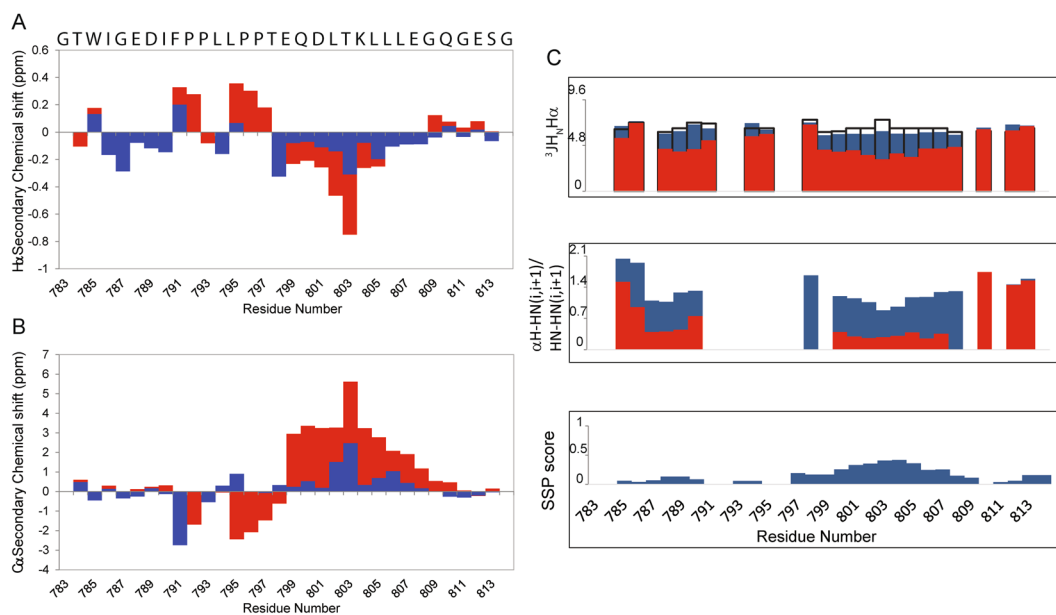 A
GTWIGEDIFPPLLPPTEQDLTKLLLEGQGESG
HαSecondary Chemical shift (ppm)
0.6
0.4
0.2
0
-0.2
-0.4
-0.6
-0.8
-1
783 785 787 789 791 793 795 797 799 801 803 805 807 809 811 813
Residue Number
B
CαSecondary Chemical shift (ppm)
7
6
5
4
3
2
1
0
-1
-2
-3
-4
783 785 787 789 791 793 795 797 799 801 803 805 807 809 811 813
Residue Number
C
³JHNHα
9.6
4.8
0
αH-HN(i,i+1)/
HN-HN(i,i+1)
2.1
1.4
0.7
0
SSP score
1
0.5
0
783 785 787 789 791 793 795 797 799 801 803 805 807 809 811 813
Residue Number